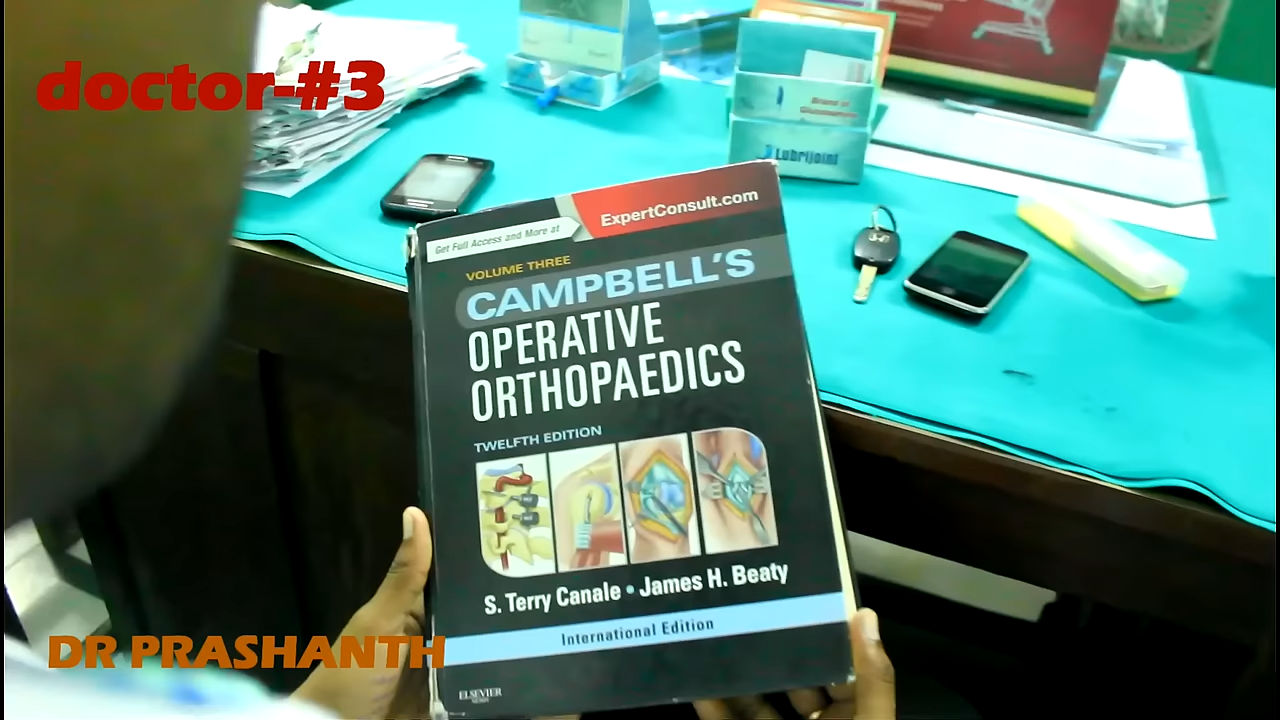 doctor-#3
Lubrijoint
Get Full Access and More at
ExpertConsult.com
VOLUME THREE
CAMPBELL'S
OPERATIVE
ORTHOPAEDICS
TWELFTH EDITION
S. Terry Canale • James H. Beaty
International Edition
ELSEVIER
DR PRASHANTH